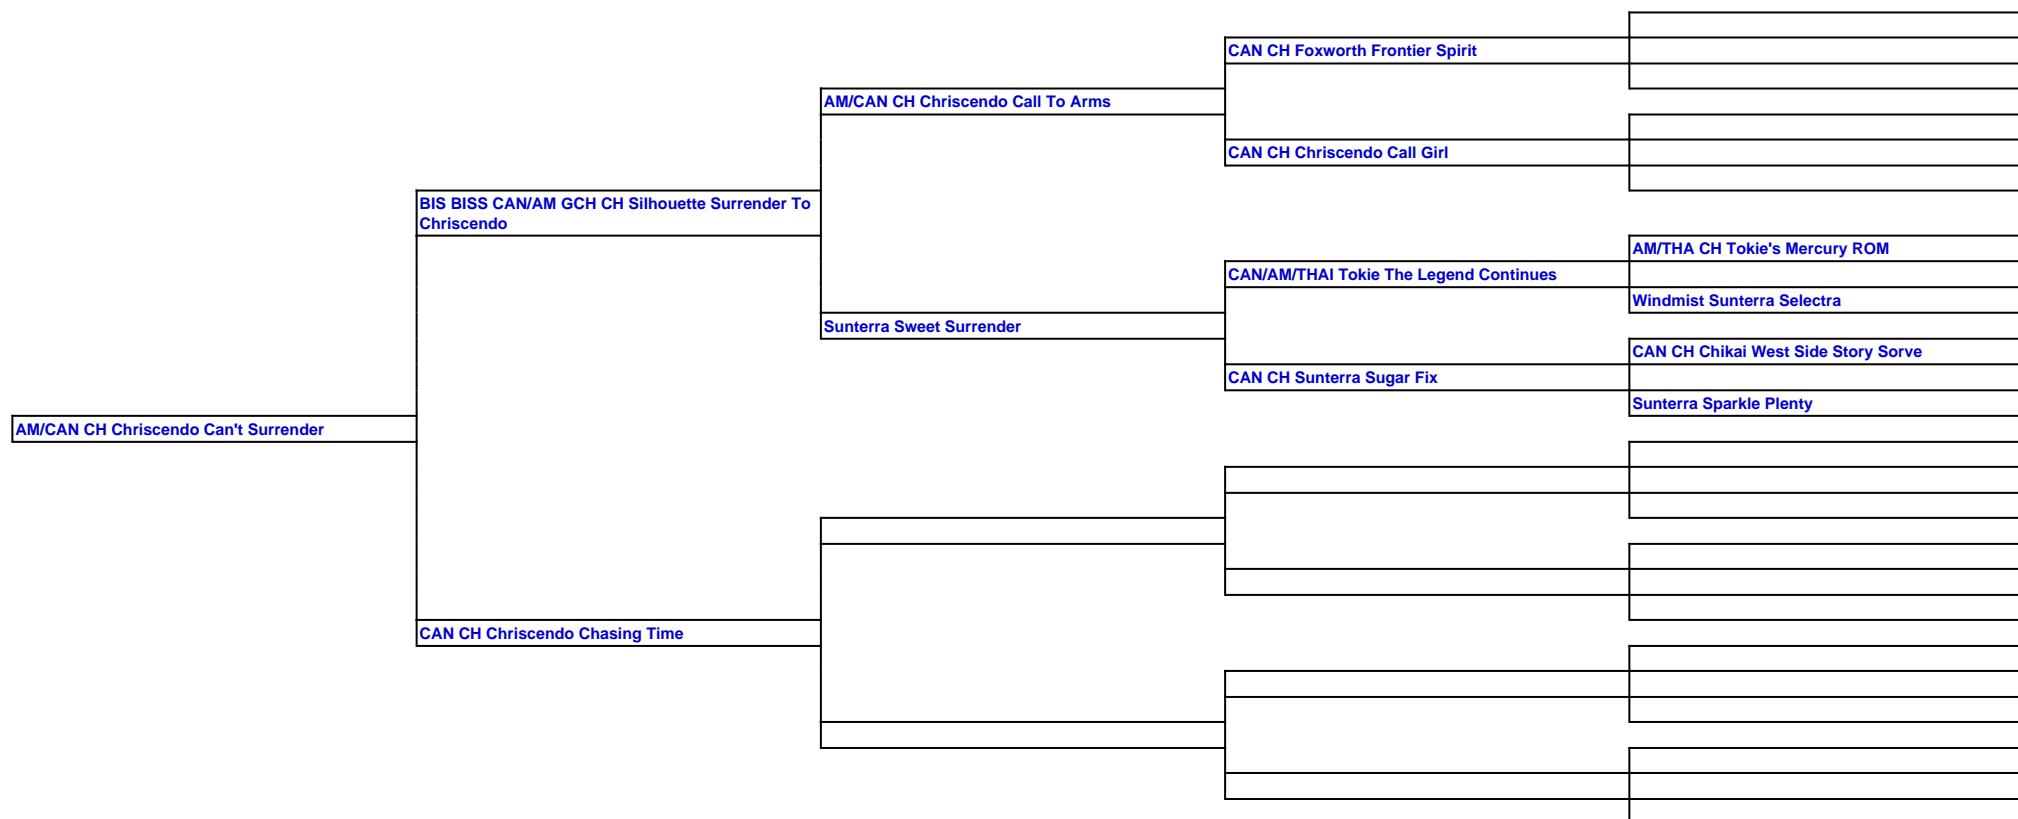 CAN CH Foxworth Frontier Spirit
AM/CAN CH Chriscendo Call To Arms
CAN CH Chriscendo Call Girl
BIS BISS CAN/AM GCH CH Silhouette Surrender To
Chriscendo
AM/THA CH Tokie's Mercury ROM
CAN/AM/THAI Tokie The Legend Continues
Windmist Sunterra Selectra
Sunterra Sweet Surrender
CAN CH Chikai West Side Story Sorve
CAN CH Sunterra Sugar Fix
Sunterra Sparkle Plenty
AM/CAN CH Chriscendo Can't Surrender
CAN CH Chriscendo Chasing Time